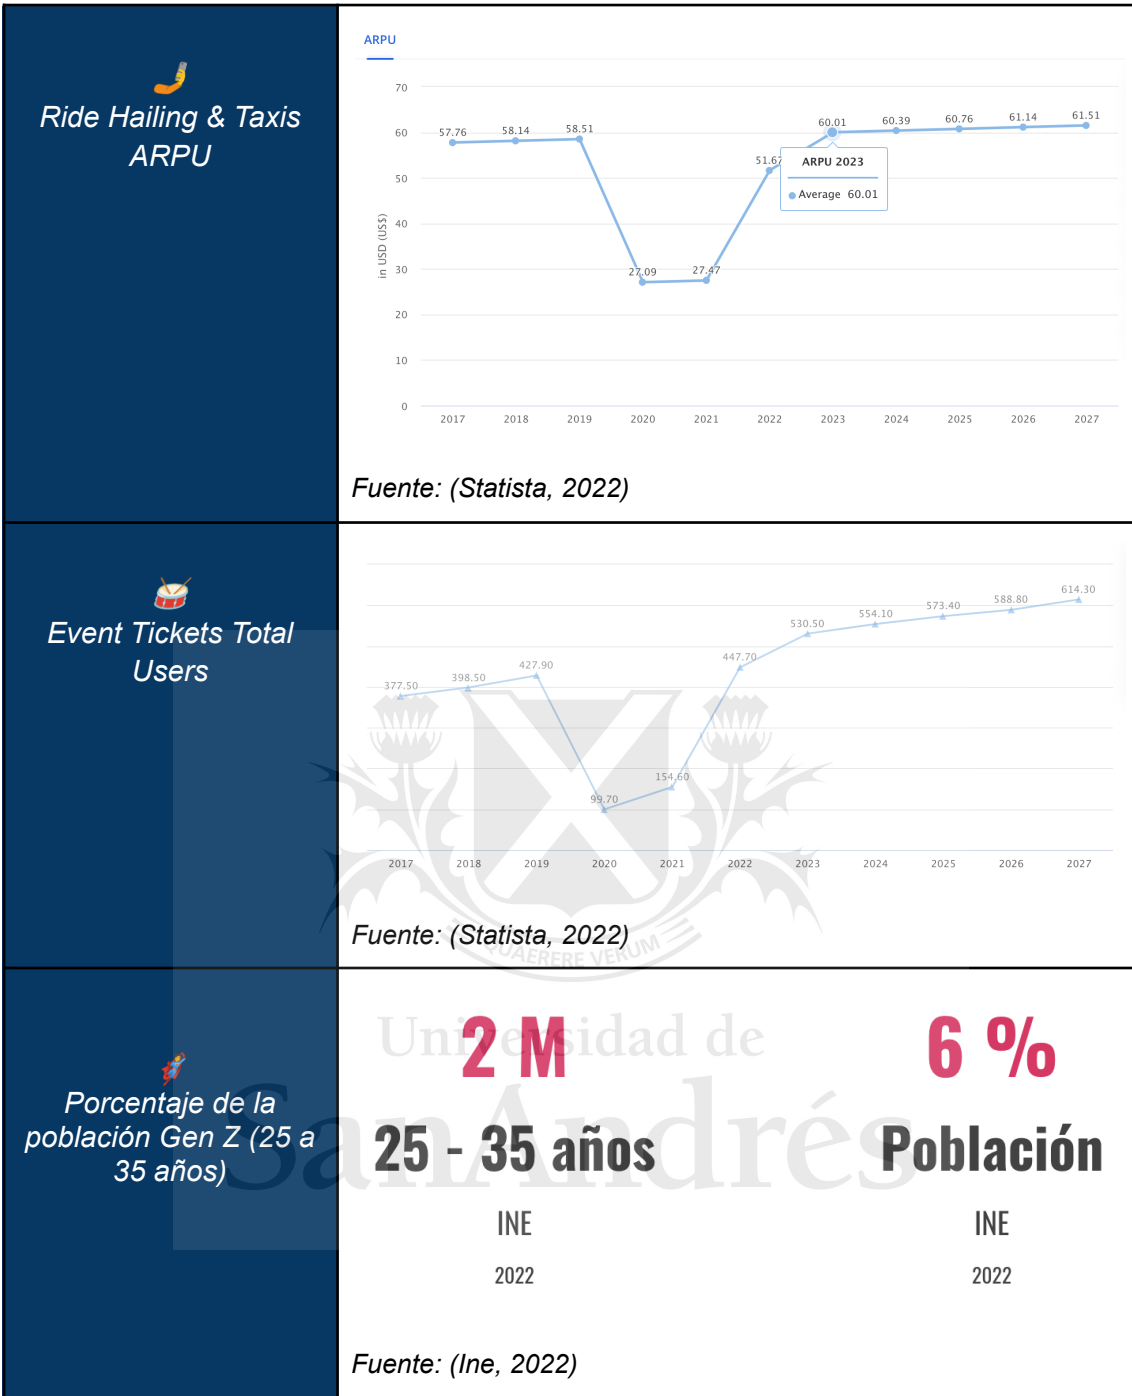 Ride Hailing & Taxis
ARPU
ARPU
70
60
50
40
30
20
10
0
in USD (US$)
57.76
58.14
58.51
27.09
27.47
51.67
60.01
60.39
60.76
61.14
61.51
ARPU 2023
Average 60.01
2017 2018 2019 2020 2021 2022 2023 2024 2025 2026 2027
Fuente: (Statista, 2022)
Event Tickets Total
Users
377.50
398.50
427.90
99.70
154.60
447.70
530.50
554.10
573.40
588.80
614.30
2017 2018 2019 2020 2021 2022 2023 2024 2025 2026 2027
Fuente: (Statista, 2022)
QUAERERE VERUM
Universidad de
SanAndrés
Porcentaje de la
población Gen Z (25 a
35 años)
2 M
25 - 35 años
INE
2022
6 %
Población
INE
2022
Fuente: (Ine, 2022)